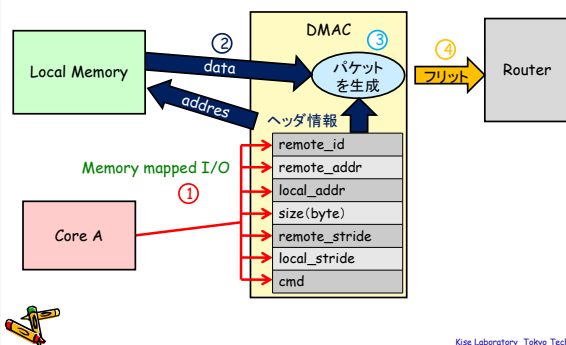 DMAC
②
③
④
Local Memory
data
パケット
を生成
フリット
Router
addres
ヘッダ情報
remote_id
Memory mapped I/O
remote_addr
①
local_addr
size(byte)
Core A
remote_stride
local_stride
cmd
Kise Laboratory Tokyo Tech